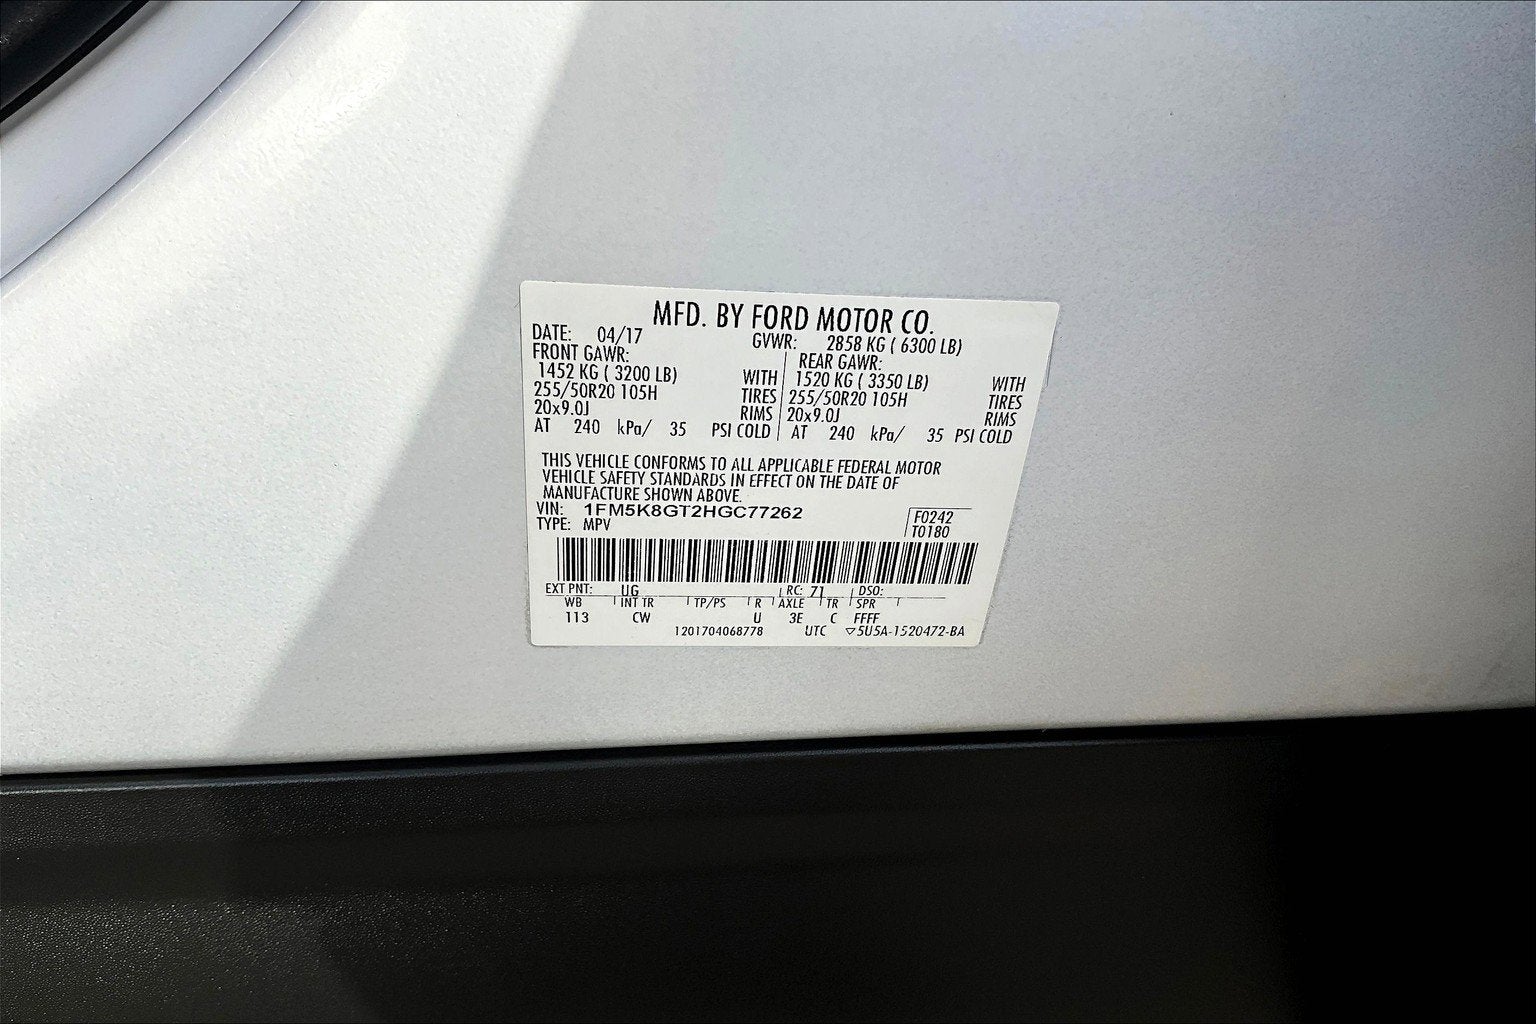 MFD. BY FORD MOTOR CO.
DATE: 04/17 GVWR: 2858 KG ( 6300 LB)
FRONT GAWR: REAR GAWR:
1452 KG ( 3200 LB) WITH 1520 KG ( 3350 LB) WITH
255/50R20 105H TIRES 255/50R20 105H TIRES
20x9.0J RIMS 20x9.0J RIMS
AT 240 kPa/ 35 PSI COLD AT 240 kPa/ 35 PSI COLD
THIS VEHICLE CONFORMS TO ALL APPLICABLE FEDERAL MOTOR
VEHICLE SAFETY STANDARDS IN EFFECT ON THE DATE OF
MANUFACTURE SHOWN ABOVE.
VIN: 1FM5K8GT2HGC77262 F0242
TYPE: MPV T0180
EXT PNT: UG RC: 71 DSO:
WB INT TR TP/PS R AXLE TR SPR
113 CW U 3E C FFFF
1201704068778 UTC ▽5U5A-1520472-BA